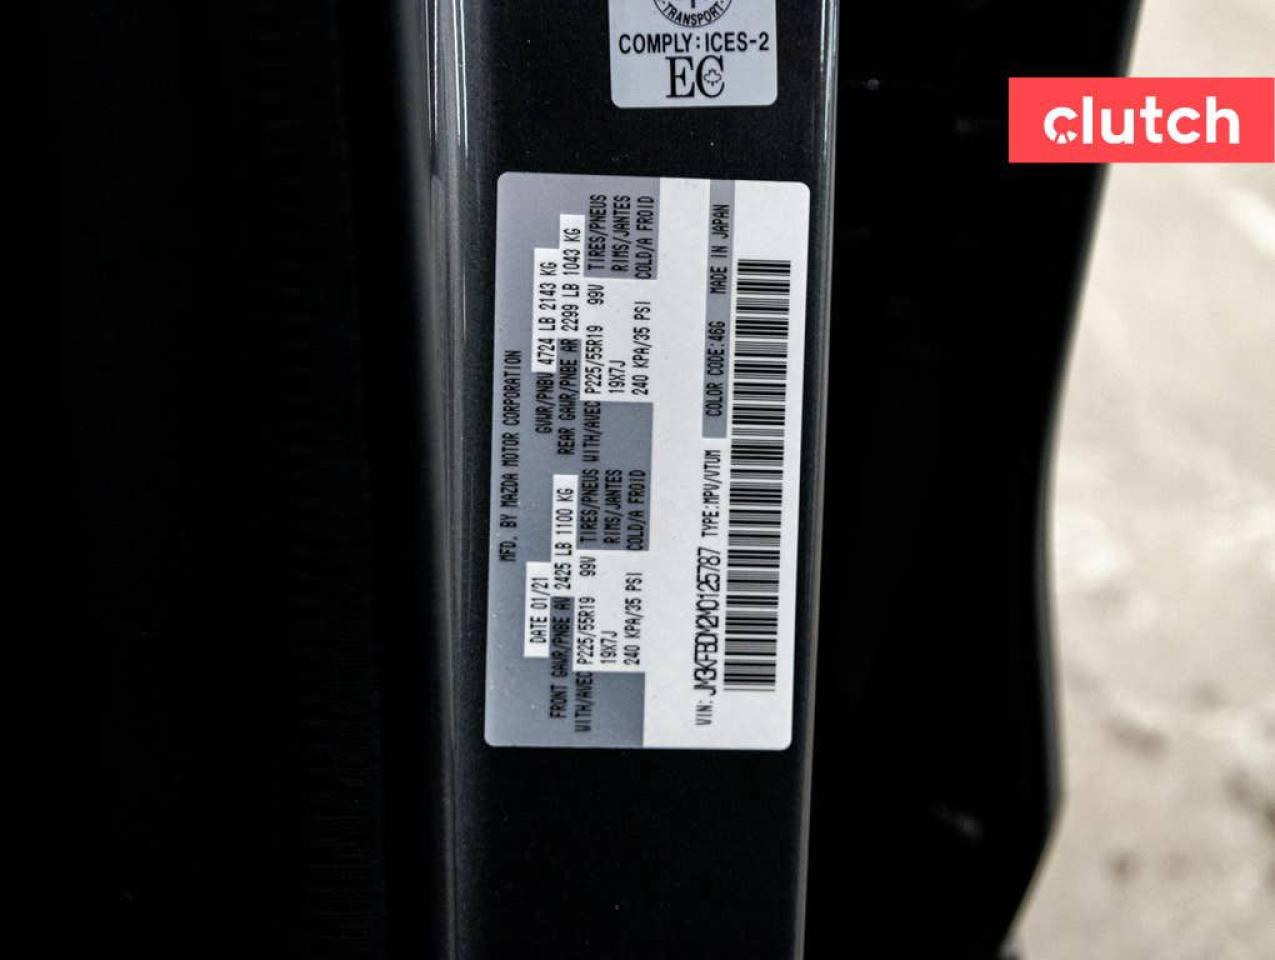 TRANSPORT
COMPLY:ICES-2
EC
clutch
MFD. BY MAZDA MOTOR CORPORATION
DATE 01/21 GVWR/PNBV 4724 LB 2143 KG
FRONT GAWR/PNBE AV 2425 LB 1100 KG REAR GAWR/PNBE AR 2299 LB 1043 KG
WITH/AVEC P225/55R19 99V TIRES/PNEUS WITH/AVEC P225/55R19 99V TIRES/PNEUS
19X7J RIMS/JANTES 19X7J RIMS/JANTES
240 KPA/35 PSI COLD/A FROID 240 KPA/35 PSI COLD/A FROID
VIN: JM3KFBDM2M0125787 TYPE:MPV/VTUM COLOR CODE:46G MADE IN JAPAN